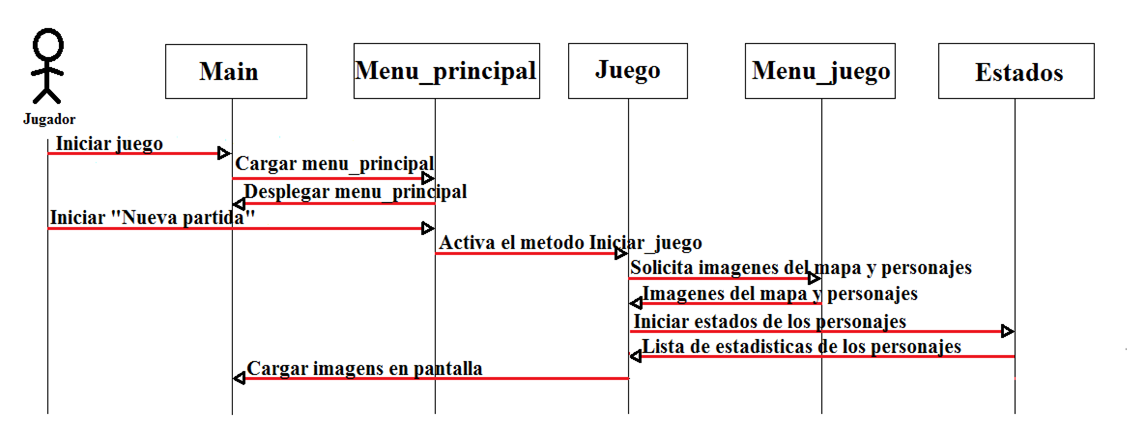 Main
Menu_principal
Juego
Menu_juego
Estados
Jugador
Iniciar juego
Cargar menu_principal
Desplegar menu_principal
Iniciar "Nueva partida"
Activa el metodo Iniciar_juego
Solicita imagenes del mapa y personajes
Imagenes del mapa y personajes
Iniciar estados de los personajes
Lista de estadisticas de los personajes
Cargar imagens en pantalla